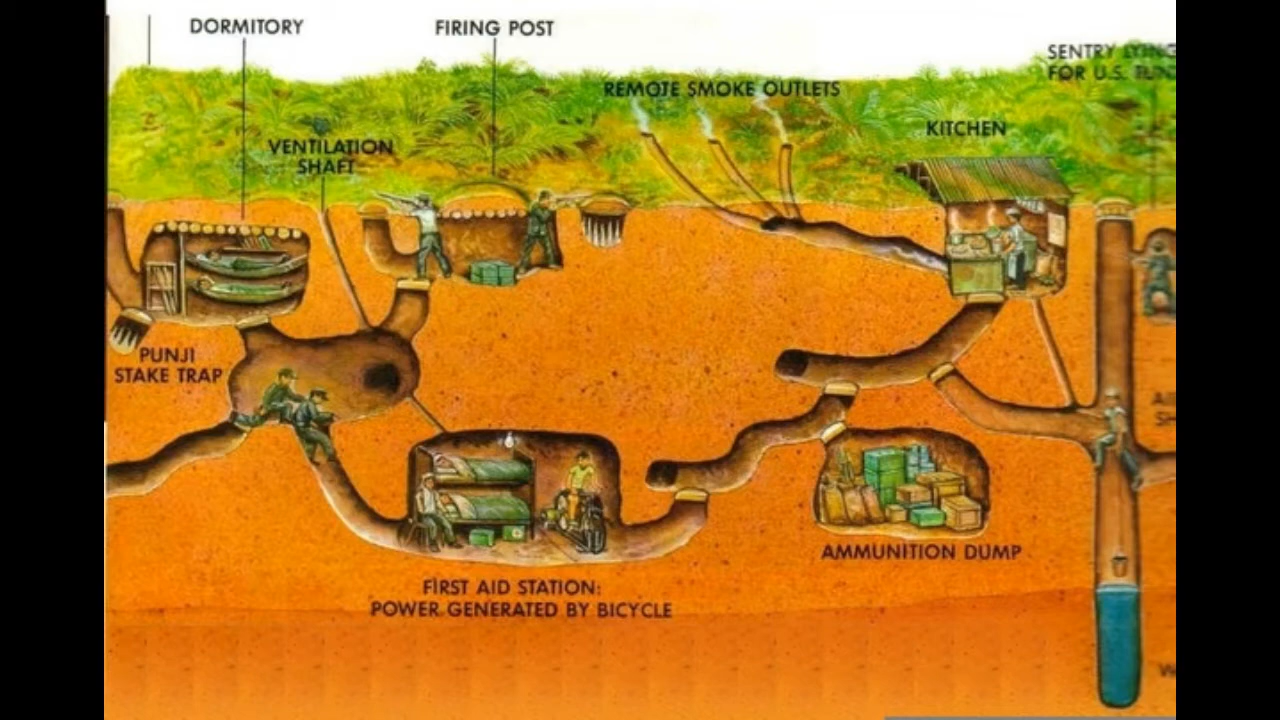 DORMITORY
FIRING POST
SENTRY
FOR U.S.
REMOTE SMOKE OUTLETS
KITCHEN
VENTILATION
SHAFT
PUNJI
STAKE TRAP
AMMUNITION DUMP
FIRST AID STATION:
POWER GENERATED BY BICYCLE